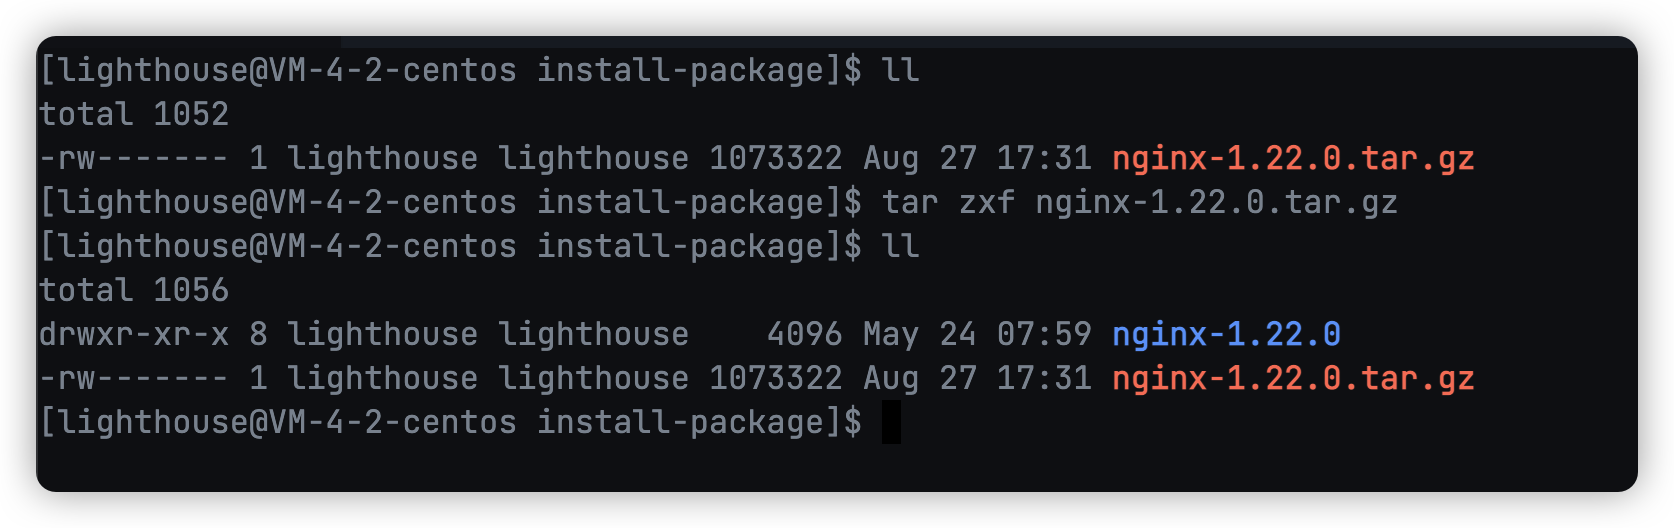 [lighthouse@VM-4-2-centos install-package]$ ll
total 1052
-rw------- 1 lighthouse lighthouse 1073322 Aug 27 17:31 nginx-1.22.0.tar.gz
[lighthouse@VM-4-2-centos install-package]$ tar zxf nginx-1.22.0.tar.gz
[lighthouse@VM-4-2-centos install-package]$ ll
total 1056
drwxr-xr-x 8 lighthouse lighthouse    4096 May 24 07:59 nginx-1.22.0
-rw------- 1 lighthouse lighthouse 1073322 Aug 27 17:31 nginx-1.22.0.tar.gz
[lighthouse@VM-4-2-centos install-package]$